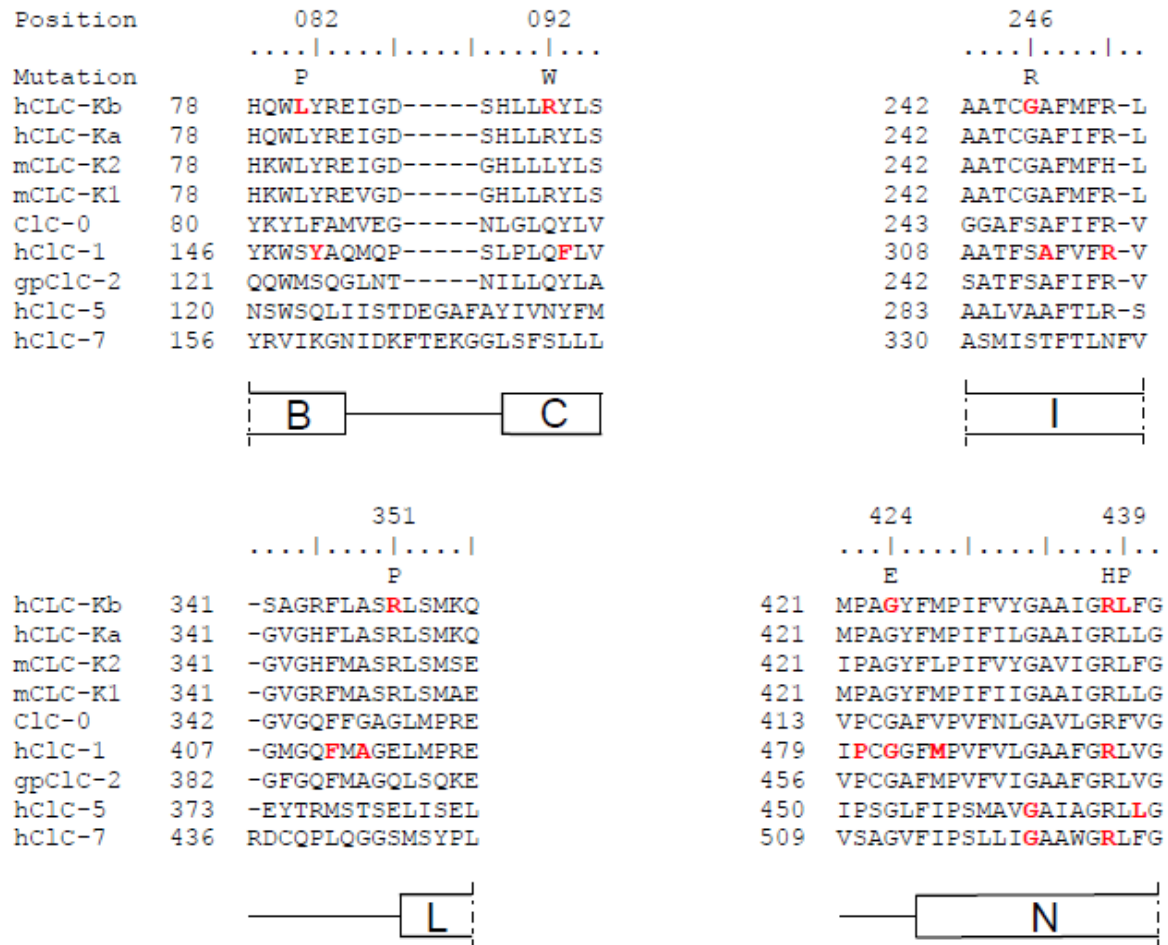 Position 082 092 246
....|....|....|....|... ....|....|..
Mutation P W R
hCLC-Kb 78 HQWLYREIGD-----SHLLRYLS 242 AATCGAFMFR-L
hCLC-Ka 78 HQWLYREIGD-----SHLLRYLS 242 AATCGAFIFR-L
mCLC-K2 78 HKWLYREIGD-----GHLLLYLS 242 AATCGAFMFH-L
mCLC-K1 78 HKWLYREVGD-----GHLLRYLS 242 AATCGAFMFR-L
ClC-0 80 YKYLFAMVEG-----NLGLQYLV 243 GGAFSAFIFR-V
hClC-1 146 YKWSYAQMQP-----SLPLQFLV 308 AATFSAFVFR-V
gpClC-2 121 QQWMSQGLNT-----NILLQYLA 242 SATFSAFIFR-V
hClC-5 120 NSWSQLIISTDEGAFAYIVNYFM 283 AALVAAFTLR-S
hClC-7 156 YRVIKGNIDKFTEKGGLSFSLLL 330 ASMISTFTLNFV
B C I
351 424 439
....|....|....| ...|....|....|....|..
P E HP
hCLC-Kb 341 -SAGRFLASRLSMKQ 421 MPAGYFMPIFVYGAAIGRLFG
hCLC-Ka 341 -GVGHFLASRLSMKQ 421 MPAGYFMPIFILGAAIGRLLG
mCLC-K2 341 -GVGHFMASRLSMSE 421 IPAGYFLPIFVYGAVIGRLFG
mCLC-K1 341 -GVGRFMASRLSMAE 421 MPAGYFMPIFIIGAAIGRLLG
ClC-0 342 -GVGQFFGAGLMPRE 413 VPCGAFVPVFNLGAVLGRFVG
hClC-1 407 -GMGQFMAGELMPRE 479 IPCGGFMPVFVLGAAFGRLVG
gpClC-2 382 -GFGQFMAGQLSQKE 456 VPCGAFMPVFVIGAAFGRLVG
hClC-5 373 -EYTRMSTSELISEL 450 IPSGLFIPSMAVGAIAGRLLG
hClC-7 436 RDCQPLQGGSMSYPL 509 VSAGVFIPSLLIGAAWGRLFG
L N